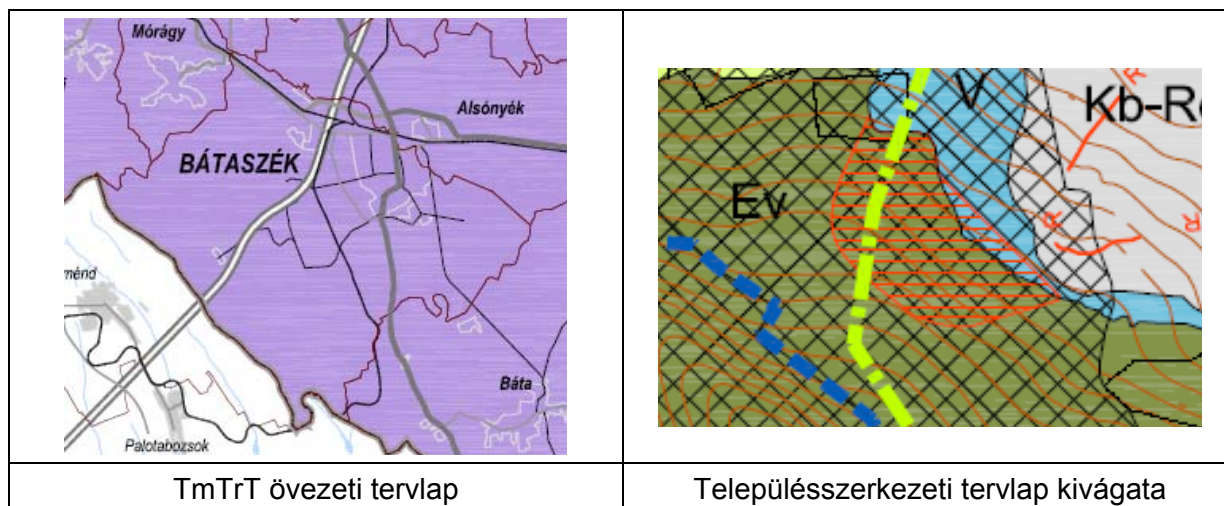 Mórágy
Alsónyék
BÁTASZÉK
ménd
Báta
Palotabozsok
V
Kb-Re
Ev
R
R
R
TmTrT övezeti tervlap
Településszerkezeti tervlap kivágata